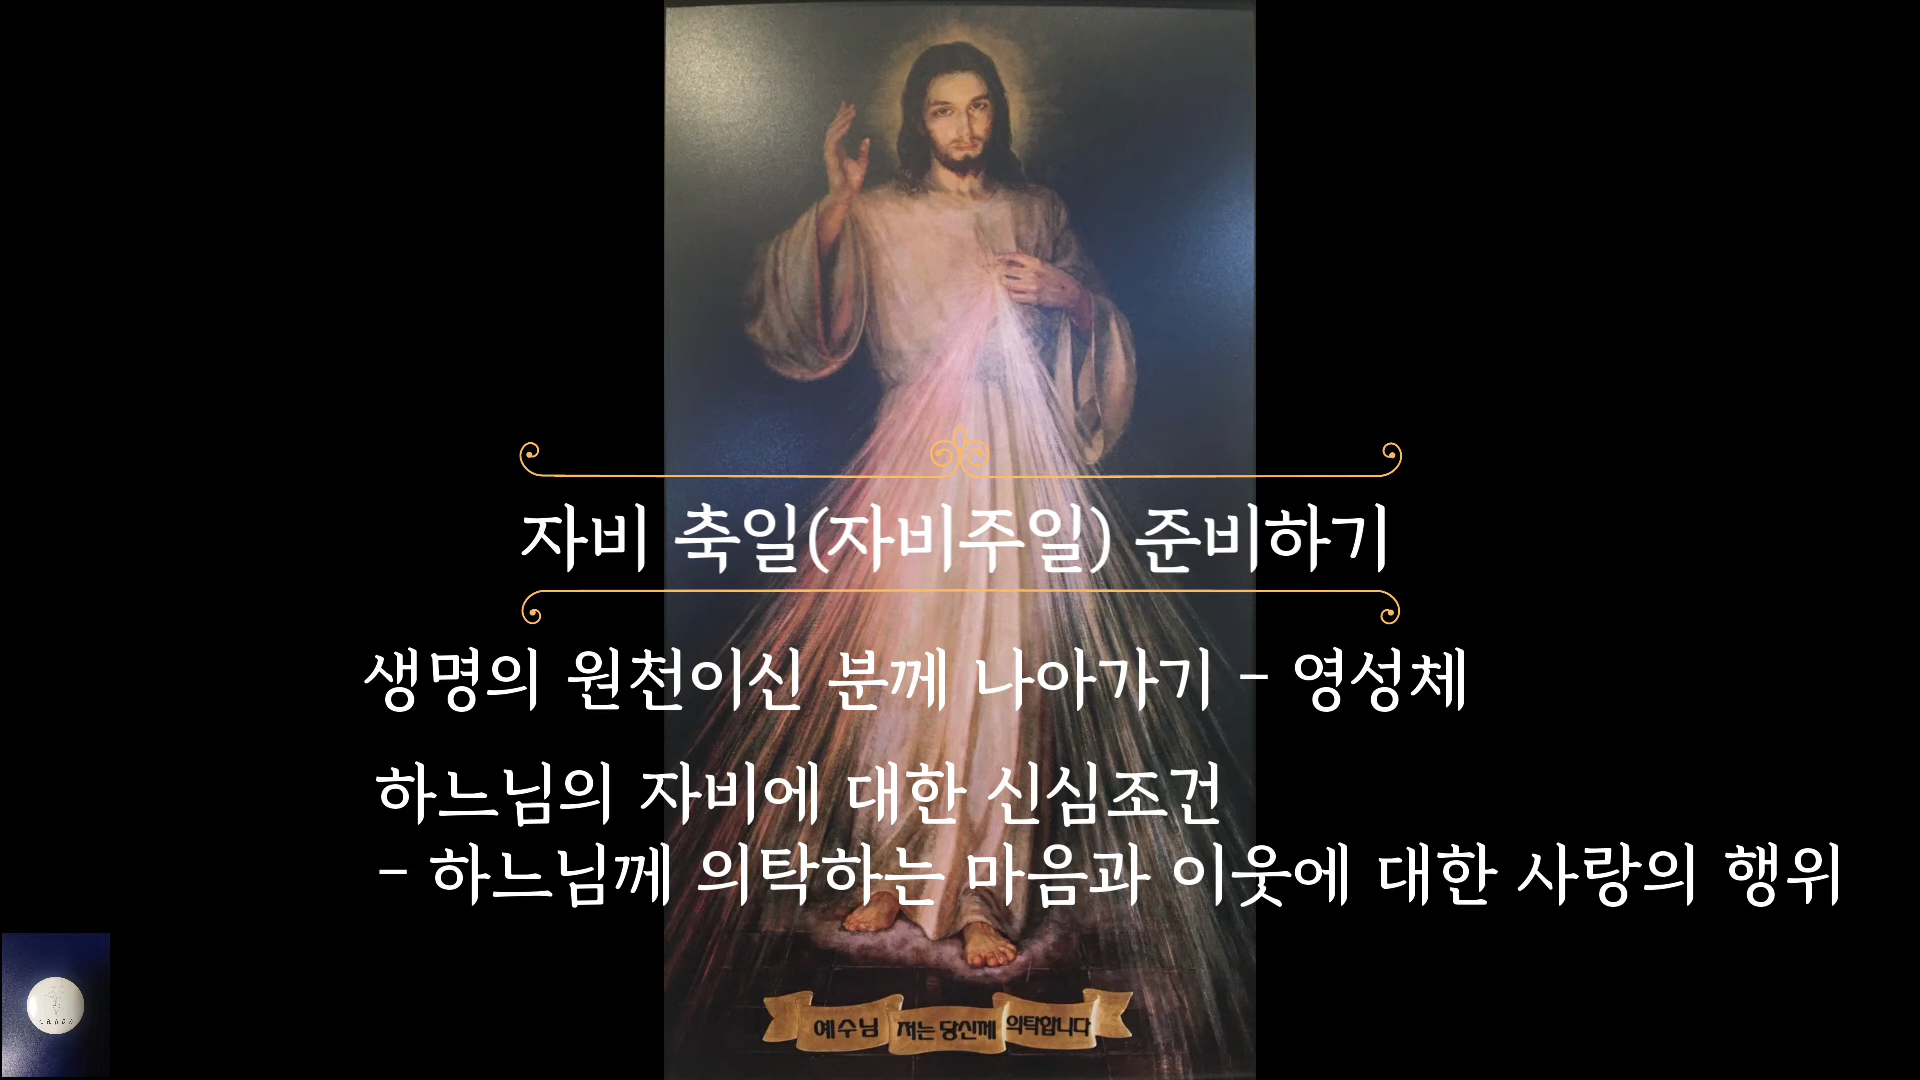 자비 축일(자비주일) 준비하기
생명의 원천이신 분께 나아가기 - 영성체
하느님의 자비에 대한 신심조건
- 하느님께 의탁하는 마음과 이웃에 대한 사랑의 행위
예수님 저는 당신께 의탁합니다